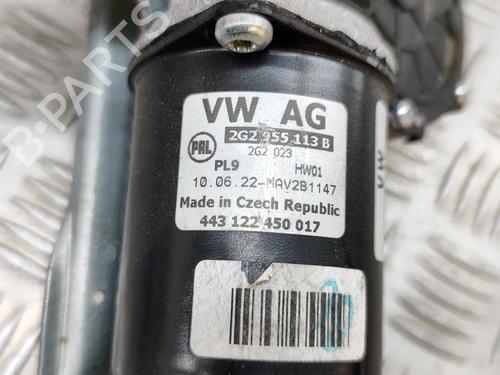 VW AG
2G2 955 113 B
PAL
2G2 023
PL9 HW01
10.06.22-MAV2B1147
Made in Czech Republic
443 122 450 017